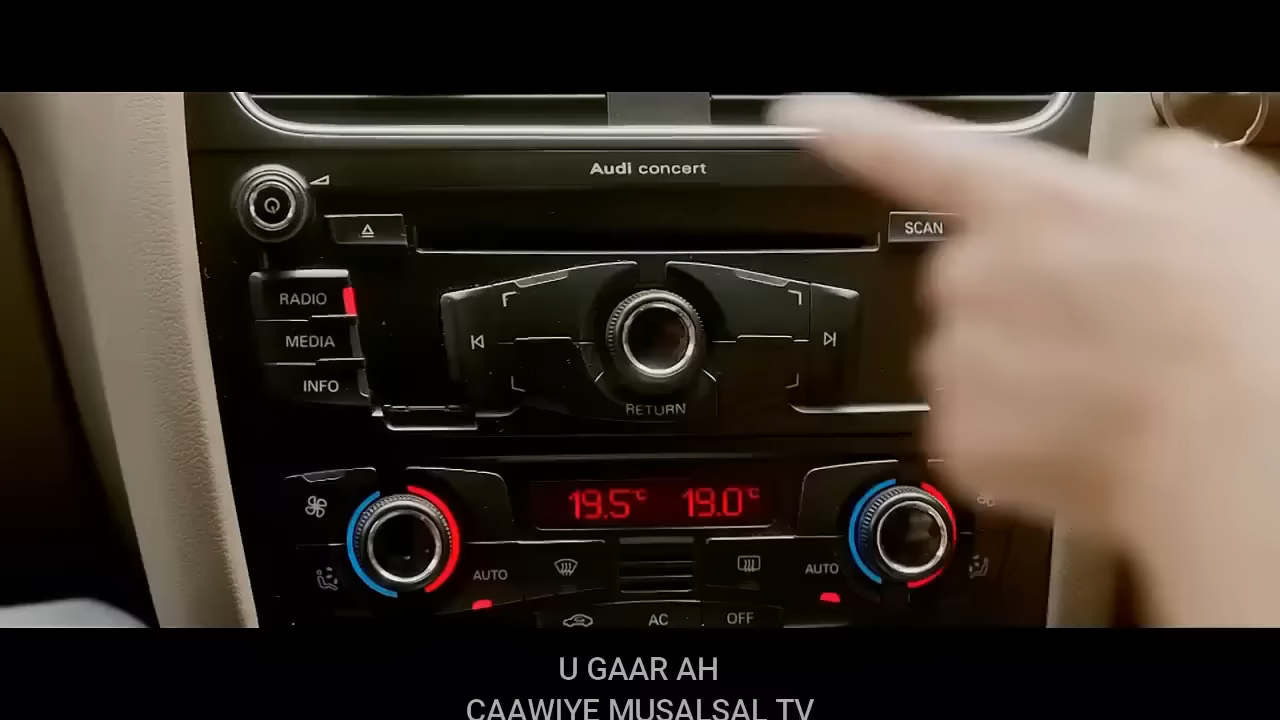 Audi concert
SCAN
RADIO
MEDIA
INFO
RETURN
19.5°C 19.0°C
AUTO
AUTO
AC
OFF
U GAAR AH
CAAWIYE MUSALSAL TV